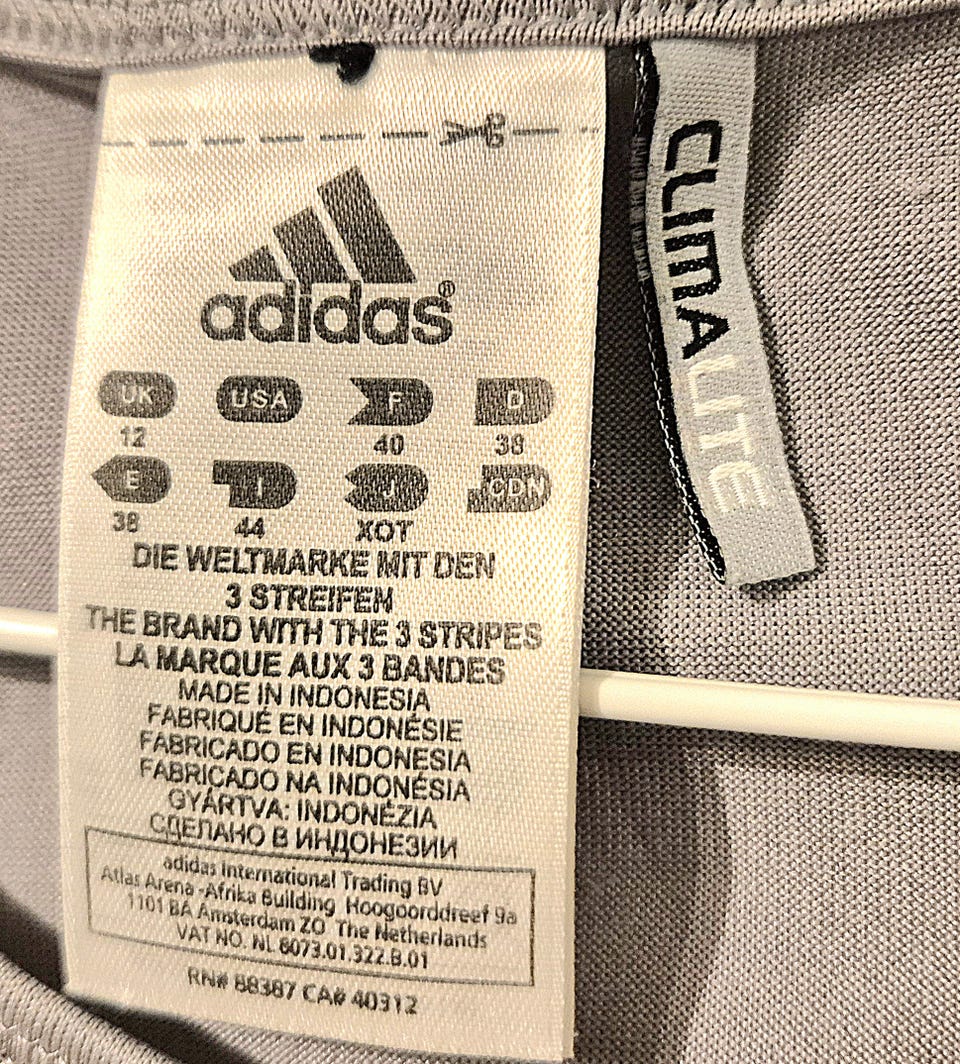 adidas®
UK USA F D
12 40 38
E I J CDN
38 44 XOT
DIE WELTMARKE MIT DEN
3 STREIFEN
THE BRAND WITH THE 3 STRIPES
LA MARQUE AUX 3 BANDES
MADE IN INDONESIA
FABRIQUÉ EN INDONÉSIE
FABRICADO EN INDONESIA
FABRICADO NA INDONÉSIA
GYÁRTVA: INDONÉZIA
СДЕЛАНО В ИНДОНЕЗИИ
adidas International Trading BV
Atlas Arena -Afrika Building Hoogoorddreef 9a
1101 BA Amsterdam ZO The Netherlands
VAT NO. NL 6073.01.322.B.01
RN# 88387 CA# 40312
CLIMALITE